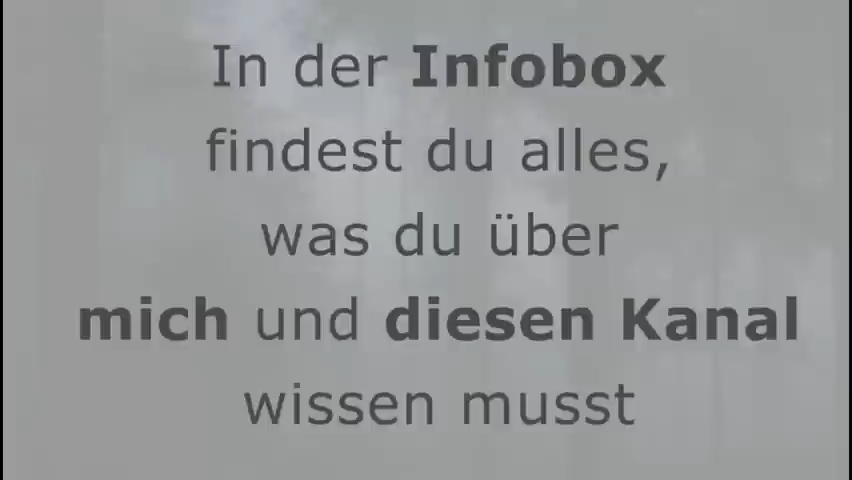 In der Infobox
findest du alles,
was du über
mich und diesen Kanal
wissen musst